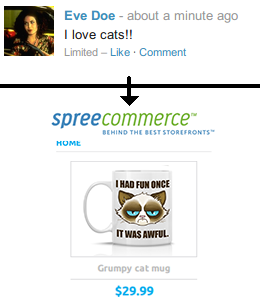 Eve Doe - about a minute ago
I love cats!!
Limited – Like · Comment
spreecommerce™
BEHIND THE BEST STOREFRONTS™
HOME
I HAD FUN ONCE
IT WAS AWFUL.
Grumpy cat mug
$29.99